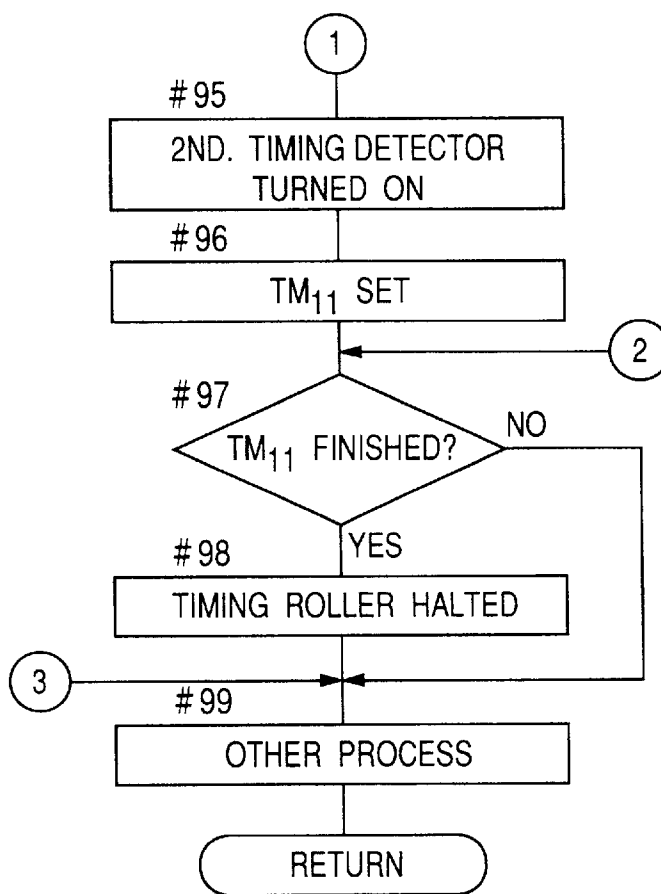 1
#95
2ND. TIMING DETECTOR
TURNED ON
#96
TM11 SET
2
#97
TM11 FINISHED?
NO
YES
#98
TIMING ROLLER HALTED
3
#99
OTHER PROCESS
RETURN